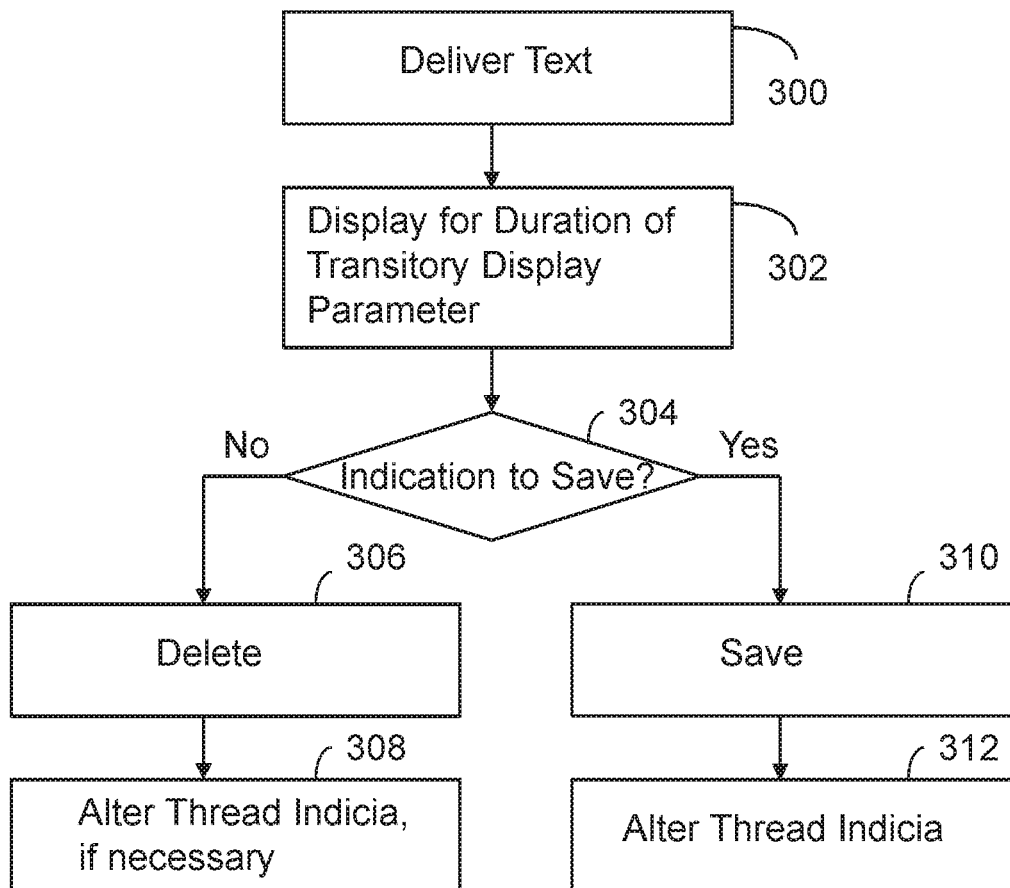 Deliver Text
300
Display for Duration of
Transitory Display
Parameter
302
304
No
Yes
Indication to Save?
306
310
Delete
Save
308
312
Alter Thread Indicia,
if necessary
Alter Thread Indicia